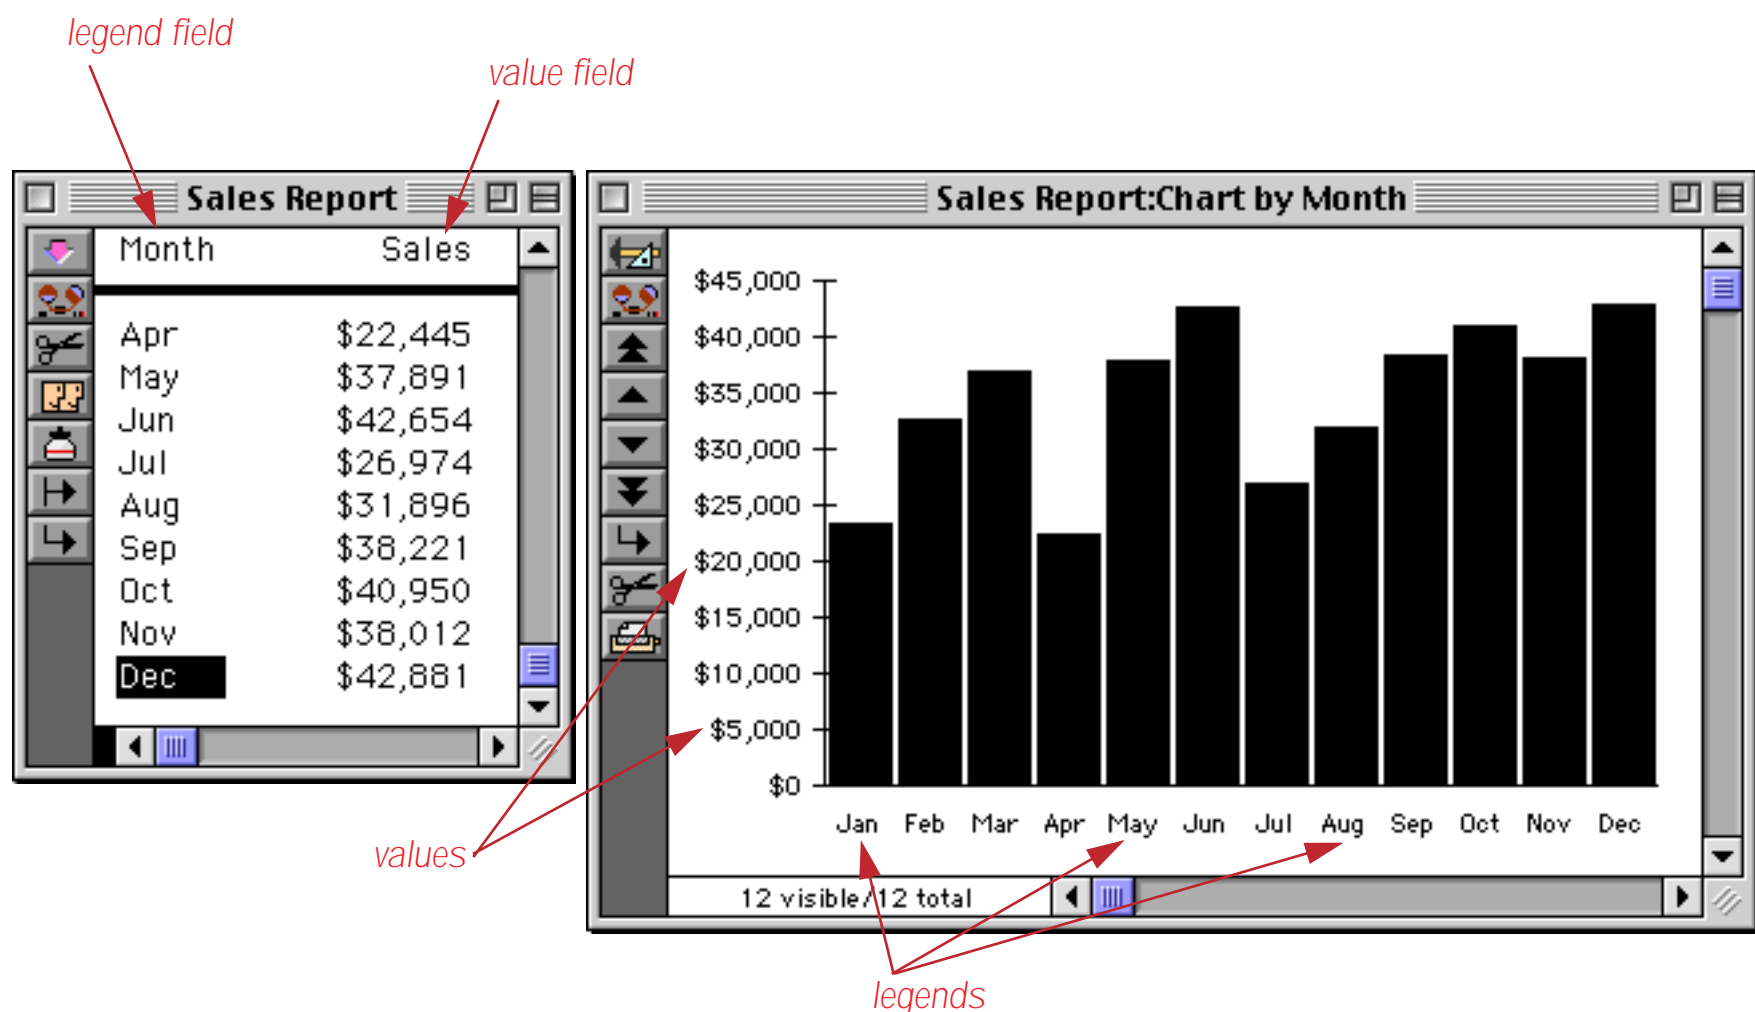 legend field
value field
Sales Report
Month Sales
Apr $22,445
May $37,891
Jun $42,654
Jul $26,974
Aug $31,896
Sep $38,221
Oct $40,950
Nov $38,012
Dec $42,881
Sales Report:Chart by Month
$45,000
$40,000
$35,000
$30,000
$25,000
$20,000
$15,000
$10,000
$5,000
$0
Jan Feb Mar Apr May Jun Jul Aug Sep Oct Nov Dec
12 visible/12 total
values
legends